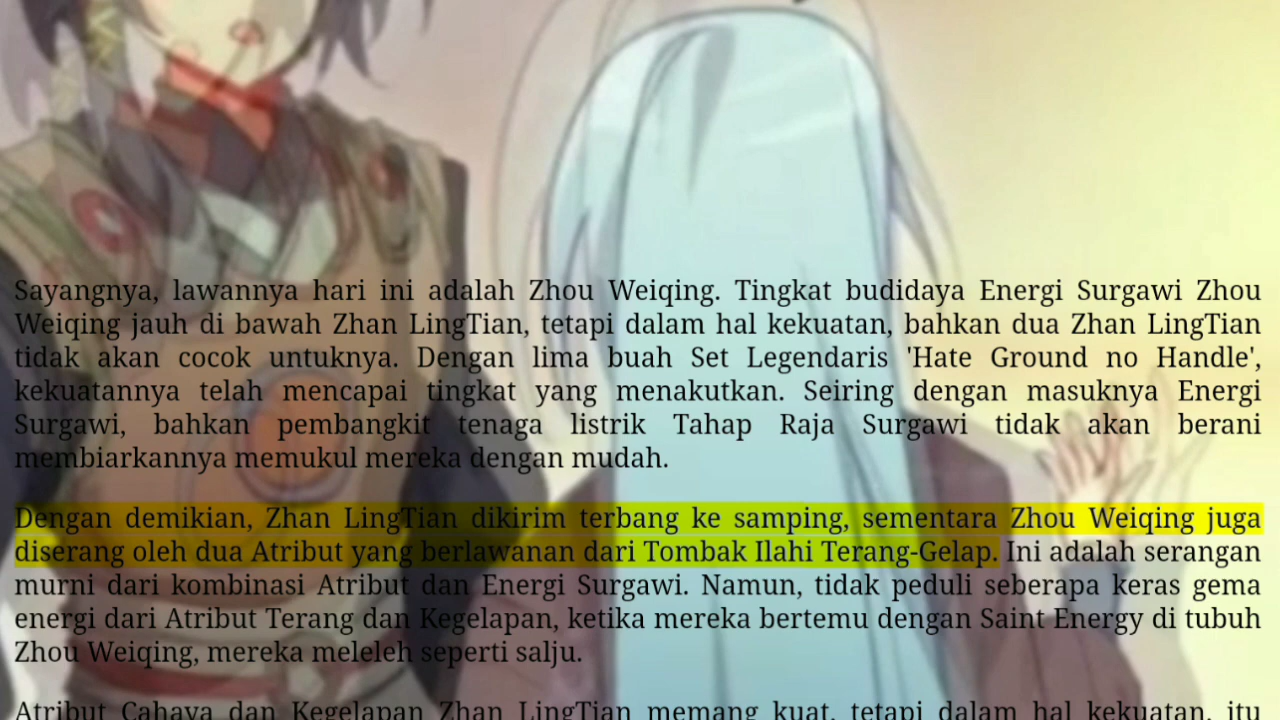 Sayangnya, lawannya hari ini adalah Zhou Weiqing. Tingkat budidaya Energi Surgawi Zhou
Weiqing jauh di bawah Zhan LingTian, tetapi dalam hal kekuatan, bahkan dua Zhan LingTian
tidak akan cocok untuknya. Dengan lima buah Set Legendaris 'Hate Ground no Handle',
kekuatannya telah mencapai tingkat yang menakutkan. Seiring dengan masuknya Energi
Surgawi, bahkan pembangkit tenaga listrik Tahap Raja Surgawi tidak akan berani
membiarkannya memukul mereka dengan mudah.
Dengan demikian, Zhan LingTian dikirim terbang ke samping, sementara Zhou Weiqing juga
diserang oleh dua Atribut yang berlawanan dari Tombak Ilahi Terang-Gelap. Ini adalah serangan
murni dari kombinasi Atribut dan Energi Surgawi. Namun, tidak peduli seberapa keras gema
energi dari Atribut Terang dan Kegelapan, ketika mereka bertemu dengan Saint Energy di tubuh
Zhou Weiqing, mereka meleleh seperti salju.
Atribut Cahaya dan Kegelapan Zhan LingTian memang kuat, tetapi dalam hal kekuatan, itu